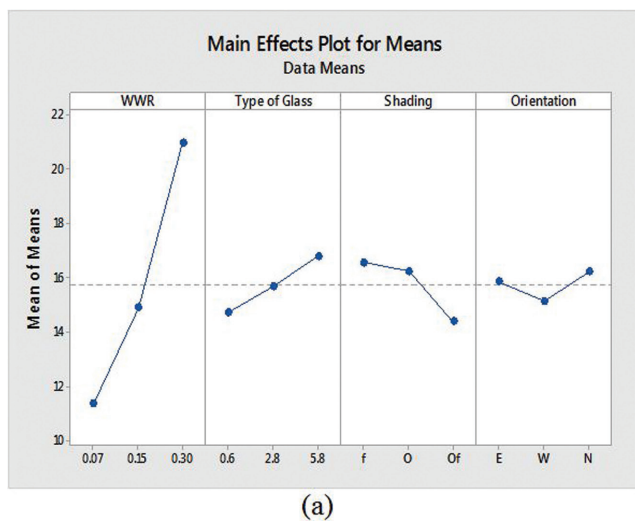 Main Effects Plot for Means
Data Means
WWR Type of Glass Shading Orientation
Mean of Means
22
20
18
16
14
12
10
0.07 0.15 0.30 0.6 2.8 5.8 f O Of E W N
(a)